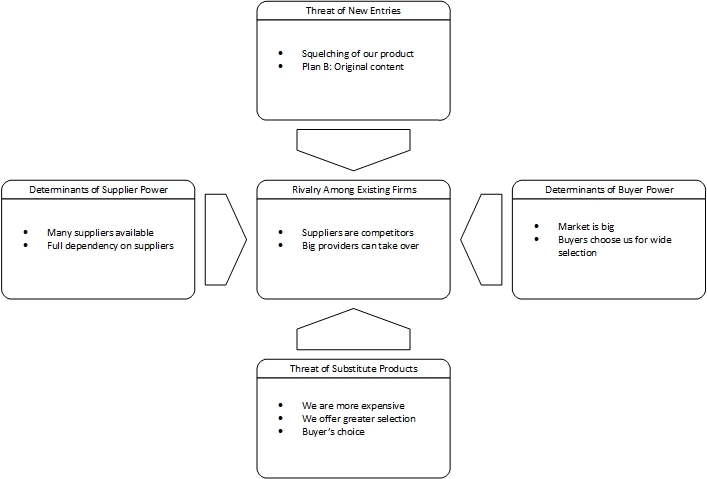 Threat of New Entries
• Squelching of our product
• Plan B: Original content
Determinants of Supplier Power
• Many suppliers available
• Full dependency on suppliers
Rivalry Among Existing Firms
• Suppliers are competitors
• Big providers can take over
Determinants of Buyer Power
• Market is big
• Buyers choose us for wide
selection
Threat of Substitute Products
• We are more expensive
• We offer greater selection
• Buyer's choice